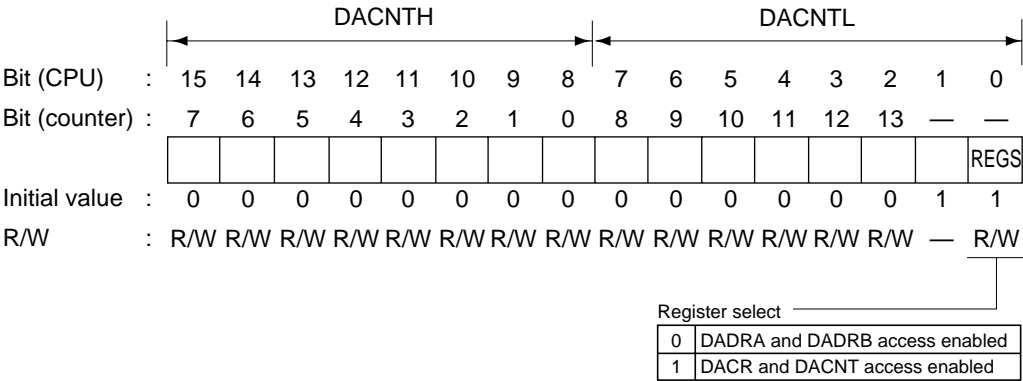 DACNTH DACNTL
Bit (CPU) : 15 14 13 12 11 10 9 8 7 6 5 4 3 2 1 0
Bit (counter) : 7 6 5 4 3 2 1 0 8 9 10 11 12 13 — —
REGS
Initial value : 0 0 0 0 0 0 0 0 0 0 0 0 0 0 1 1
R/W : R/W R/W R/W R/W R/W R/W R/W R/W R/W R/W R/W R/W R/W R/W — R/W
Register select
0 DADRA and DADRB access enabled
1 DACR and DACNT access enabled